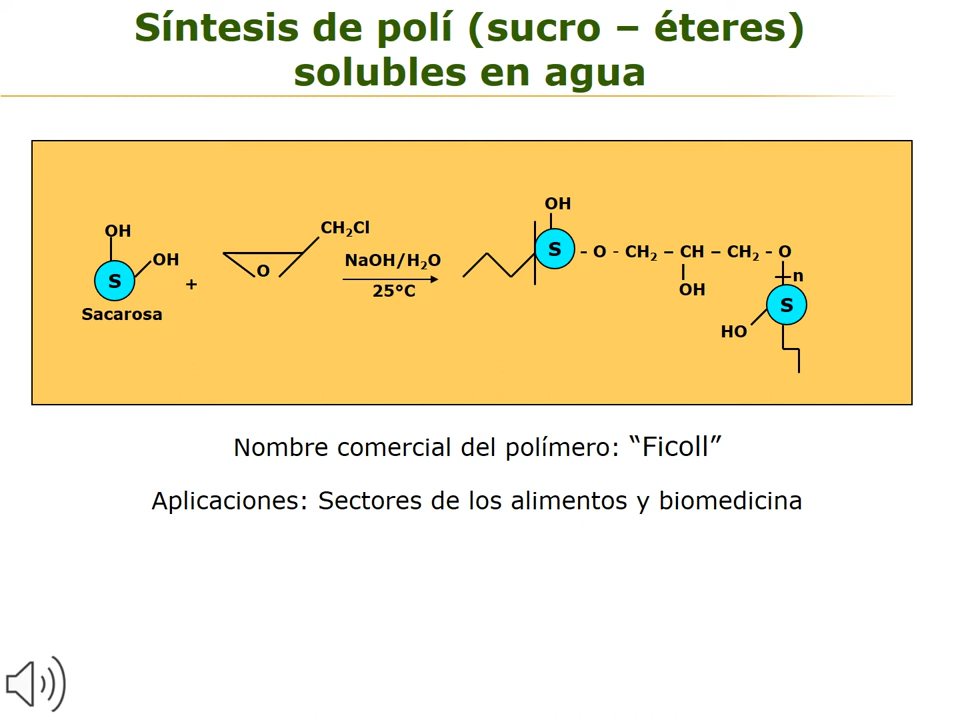 Síntesis de polí (sucro – éteres)
solubles en agua
OH
OH
S
Sacarosa
+
O
CH₂Cl
NaOH/H₂O
25°C
OH
S - O - CH₂ – CH – CH₂ - O
OH
n
S
HO
Nombre comercial del polímero: “Ficoll”
Aplicaciones: Sectores de los alimentos y biomedicina